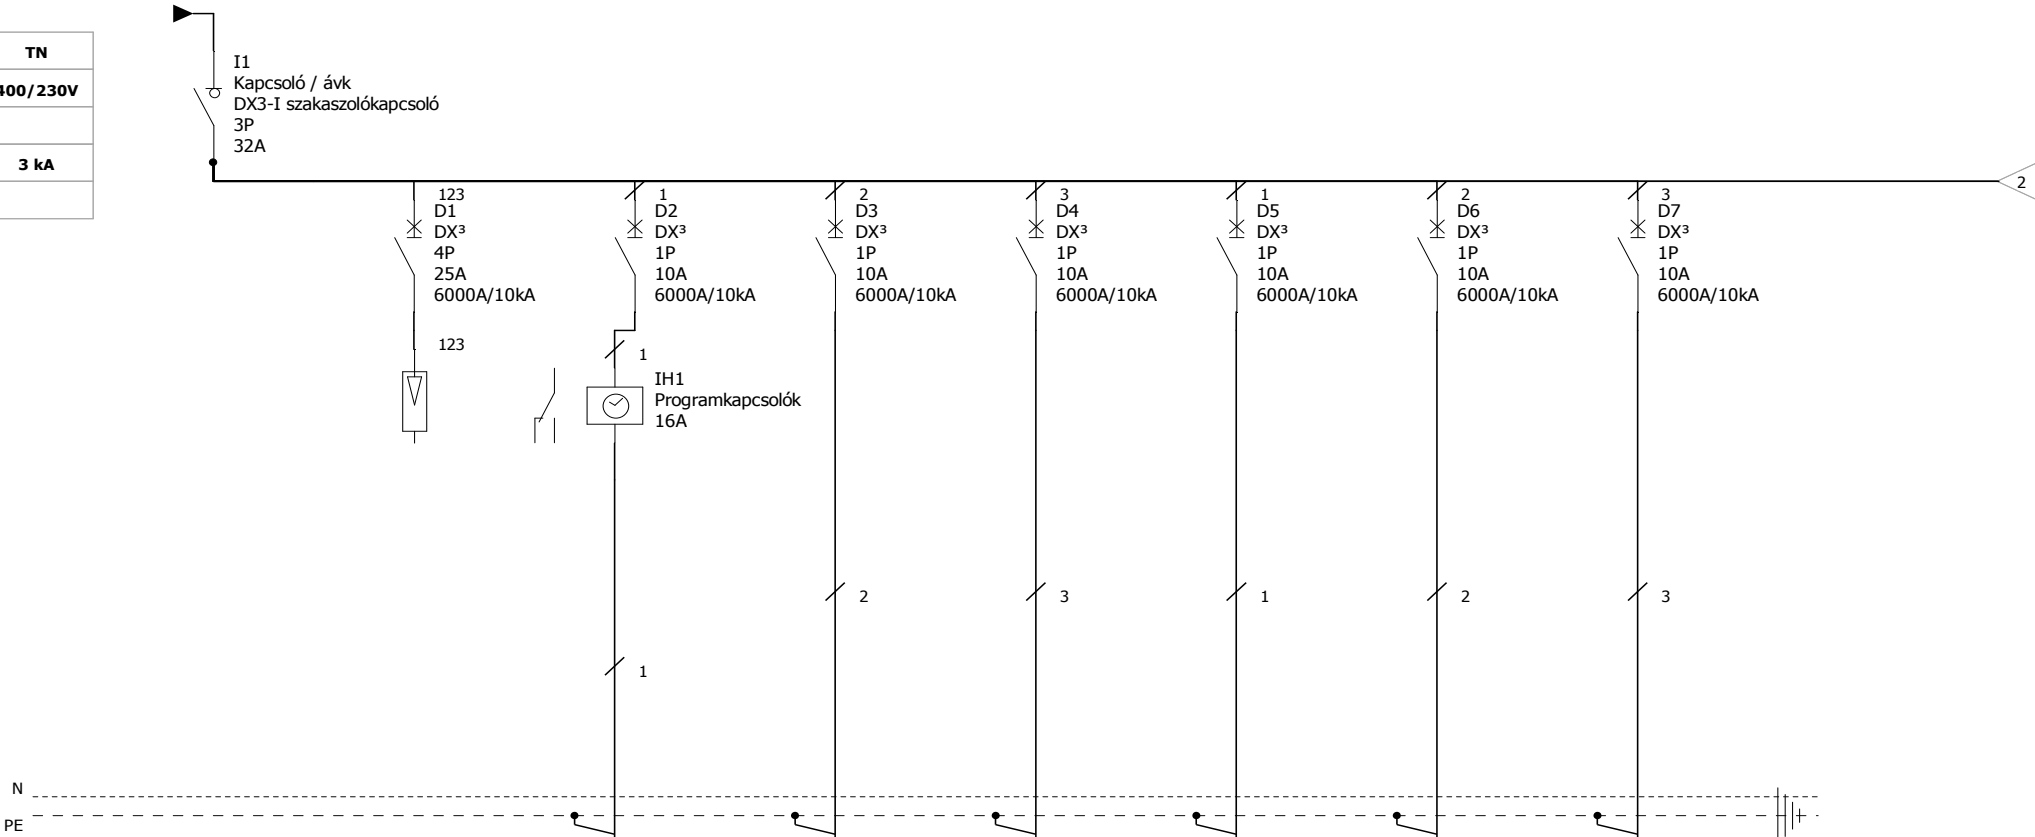 TN
400/230V
3 kA
I1
Kapcsoló / ávk
DX3-I szakaszolókapcsoló
3P
32A
2
123
D1
DX³
4P
25A
6000A/10kA
123
1
D2
DX³
1P
10A
6000A/10kA
1
IH1
Programkapcsolók
16A
1
2
D3
DX³
1P
10A
6000A/10kA
2
3
D4
DX³
1P
10A
6000A/10kA
3
1
D5
DX³
1P
10A
6000A/10kA
1
2
D6
DX³
1P
10A
6000A/10kA
2
3
D7
DX³
1P
10A
6000A/10kA
3
N
PE